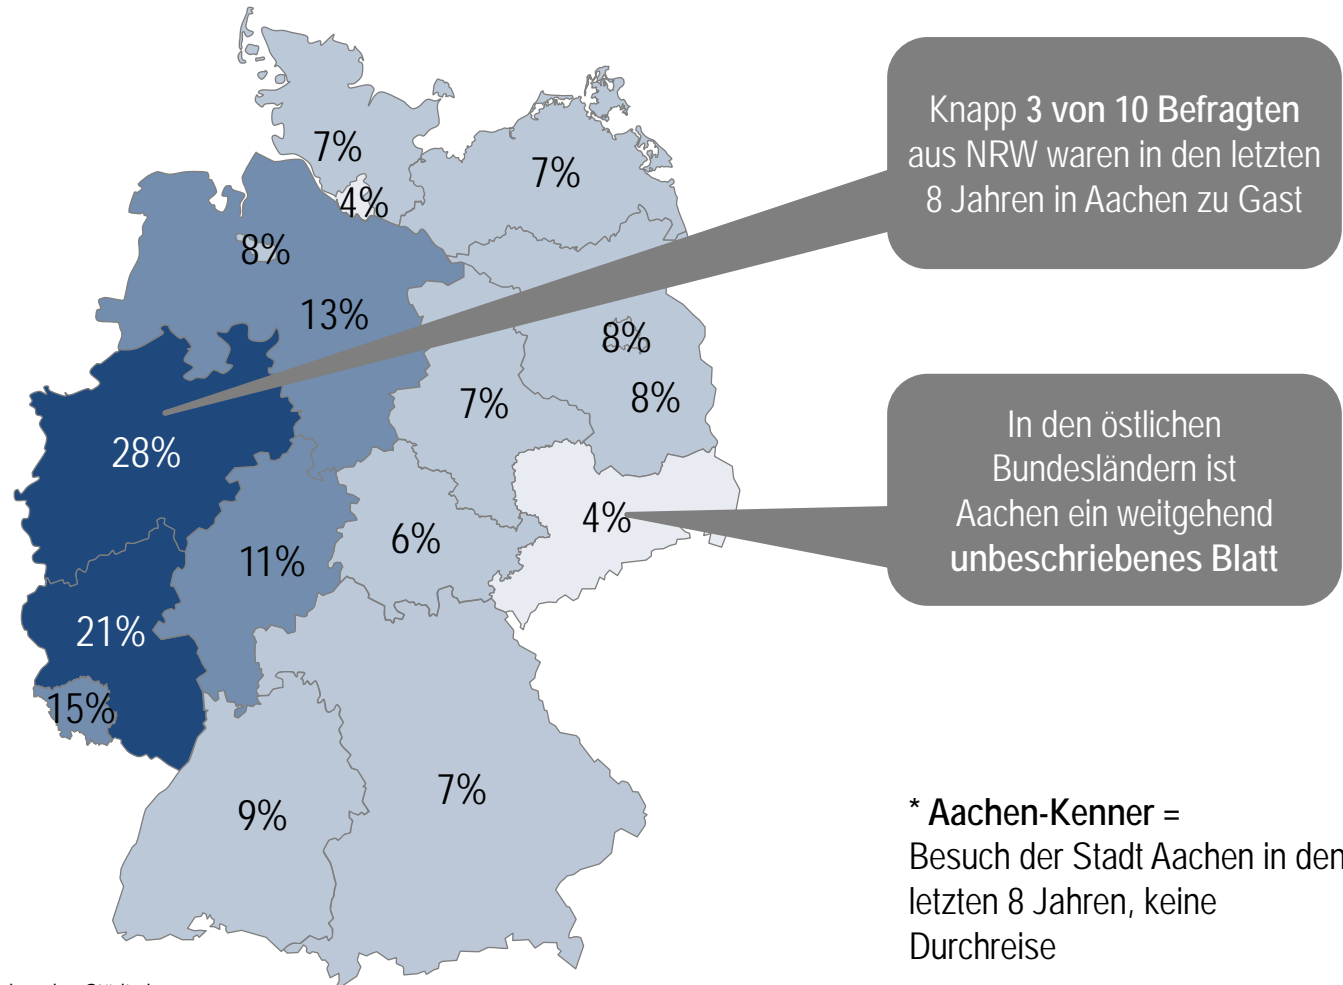 7%
7%
4%
8%
13%
8%
8%
7%
28%
4%
6%
11%
21%
15%
7%
9%
Knapp 3 von 10 Befragten
aus NRW waren in den letzten
8 Jahren in Aachen zu Gast
In den östlichen
Bundesländern ist
Aachen ein weitgehend
unbeschriebenes Blatt
* Aachen-Kenner =
Besuch der Stadt Aachen in den
letzten 8 Jahren, keine
Durchreise